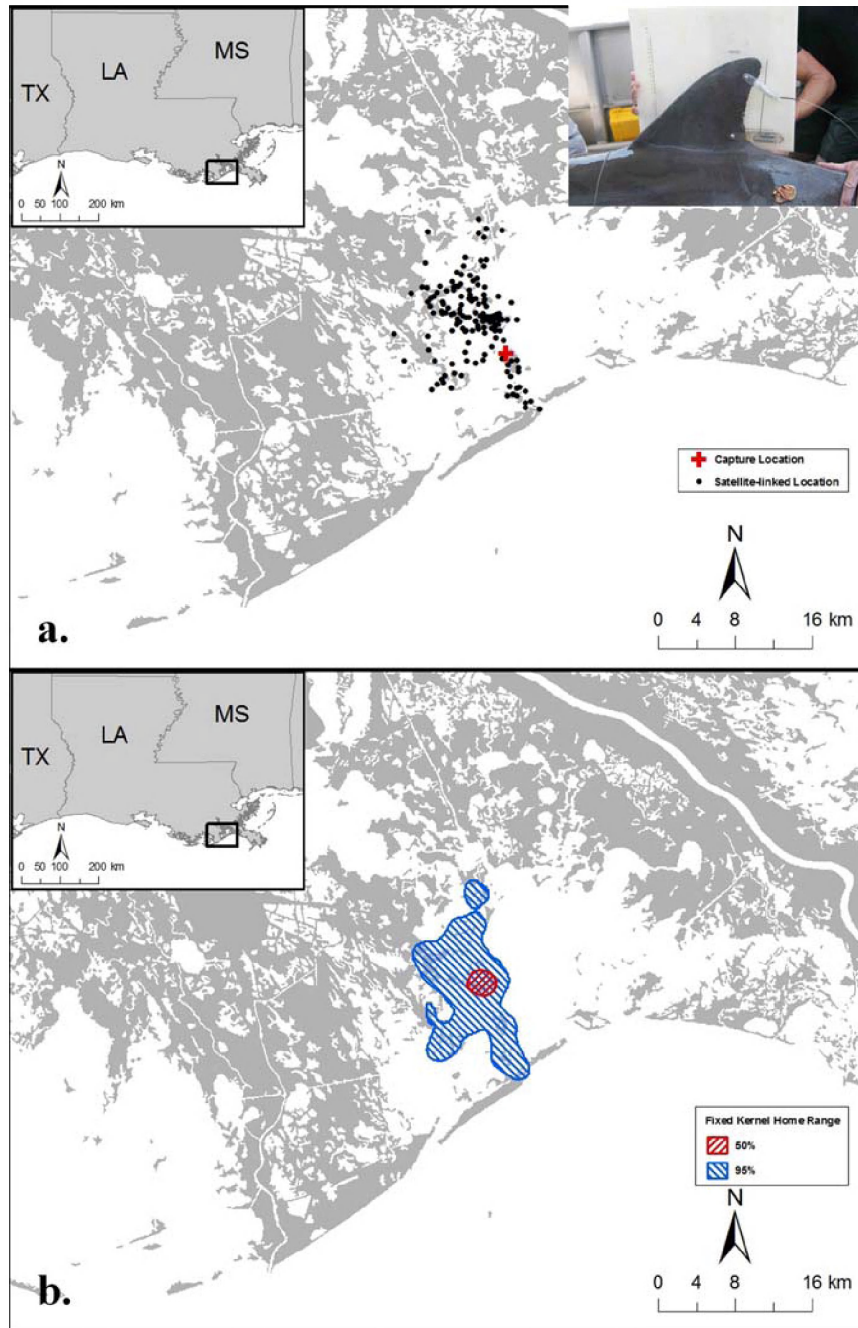 TX
LA
MS
N
0 50 100 200 km
Capture Location
Satellite-linked Location
N
0 4 8 16 km
a.
TX
LA
MS
N
0 50 100 200 km
Fixed Kernel Home Range
50%
95%
N
0 4 8 16 km
b.